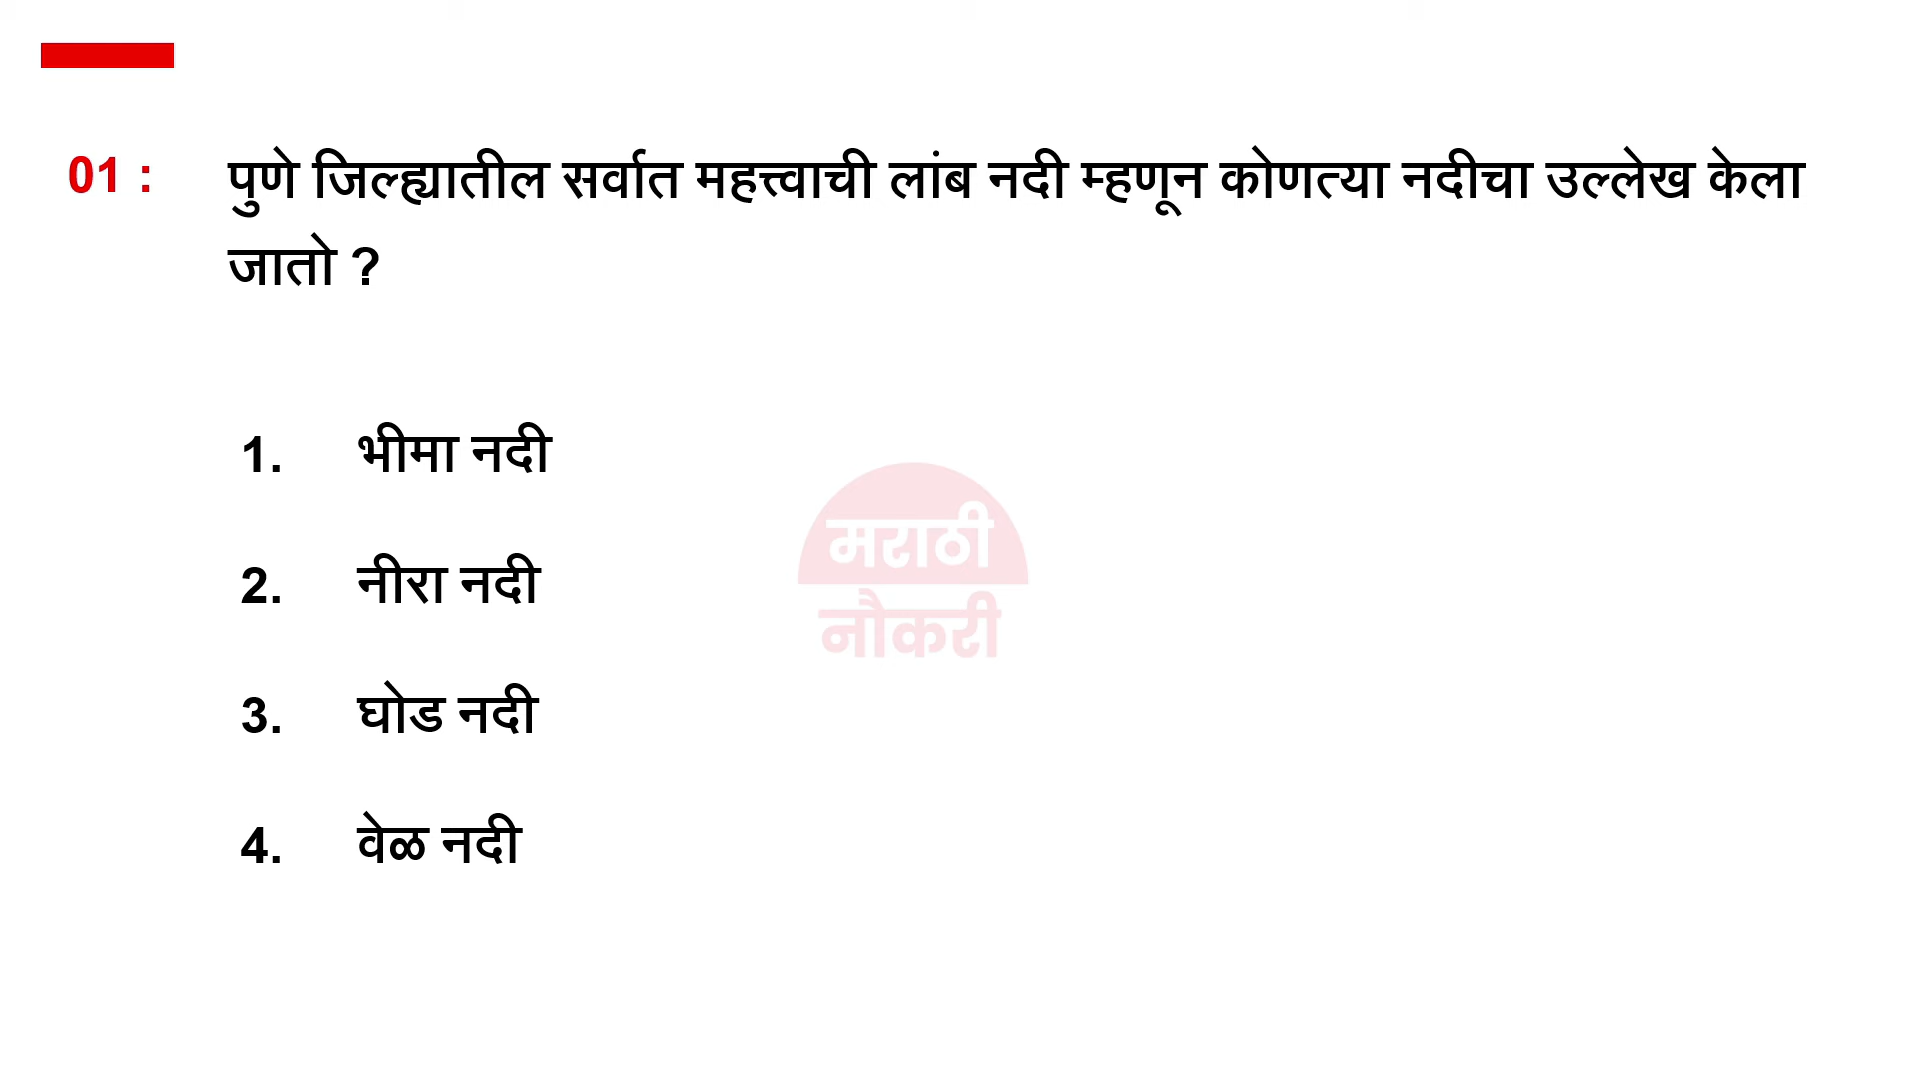 01 : पुणे जिल्ह्यातील सर्वात महत्त्वाची लांब नदी म्हणून कोणत्या नदीचा उल्लेख केला
जातो ?
1. भीमा नदी
2. नीरा नदी
3. घोड नदी
4. वेळ नदी
मराठी
नौकरी